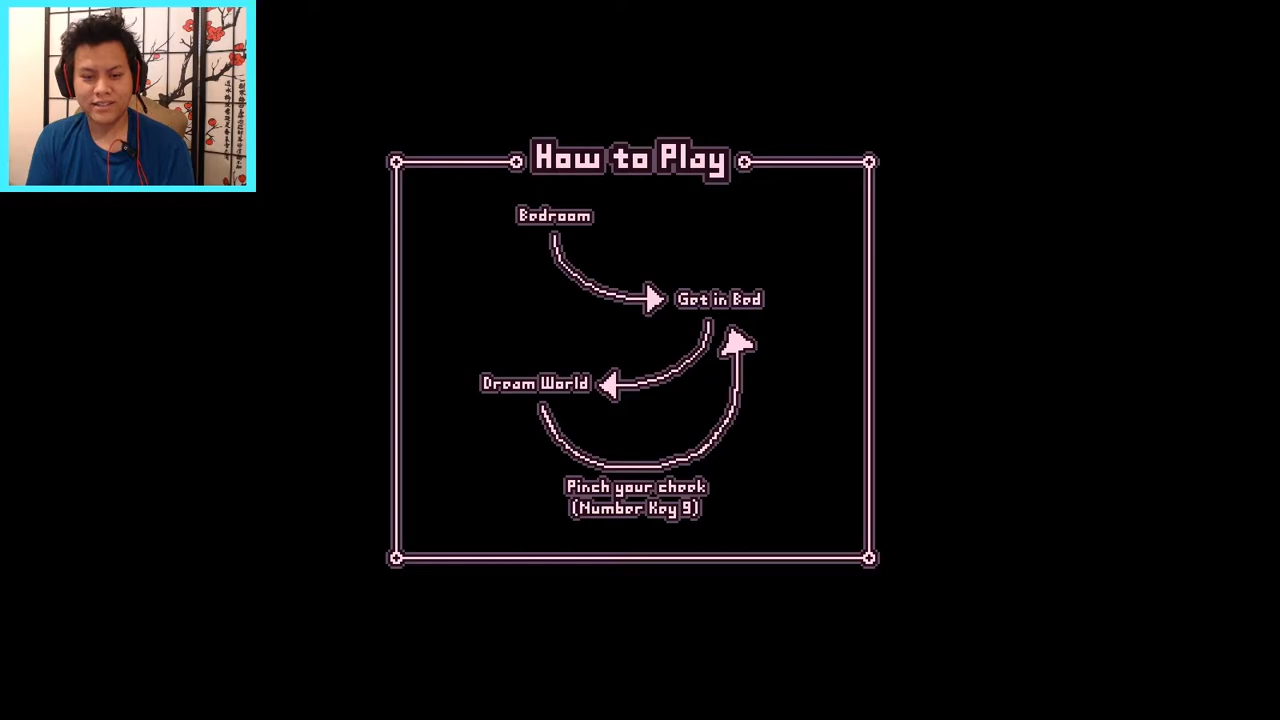 How to Play
Bedroom
Get in Bed
Dream World
Pinch your cheek
(Number Key 9)